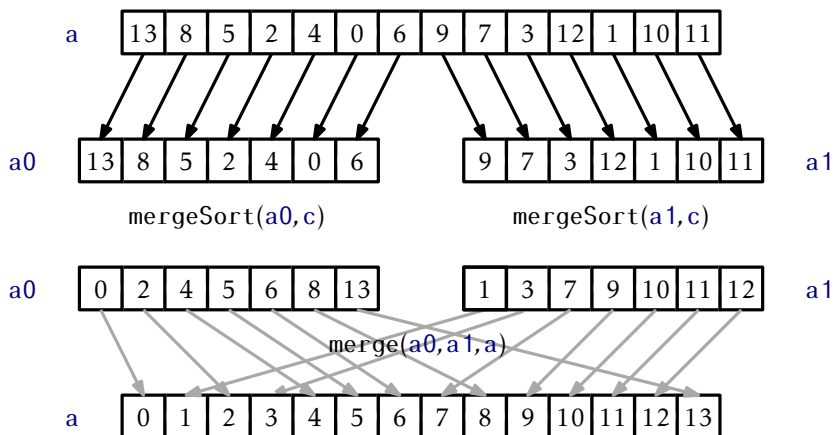 a 13 8 5 2 4 0 6 9 7 3 12 1 10 11
a0 13 8 5 2 4 0 6 9 7 3 12 1 10 11 a1
mergeSort(a0,c) mergeSort(a1,c)
a0 0 2 4 5 6 8 13 1 3 7 9 10 11 12 a1
merge(a0,a1,a)
a 0 1 2 3 4 5 6 7 8 9 10 11 12 13